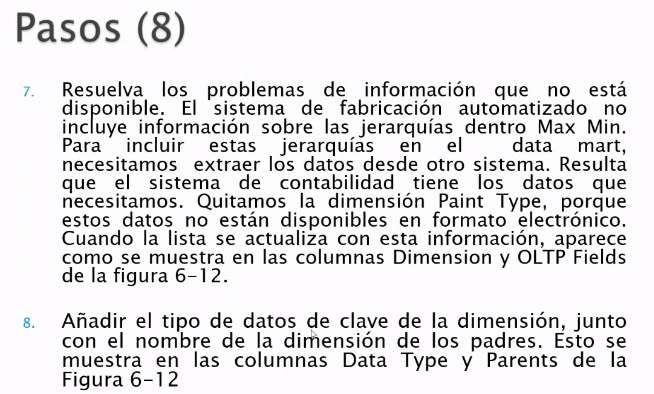 Pasos (8)
7. Resuelva los problemas de información que no está
disponible. El sistema de fabricación automatizado no
incluye información sobre las jerarquías dentro Max Min.
Para incluir estas jerarquías en el data mart,
necesitamos extraer los datos desde otro sistema. Resulta
que el sistema de contabilidad tiene los datos que
necesitamos. Quitamos la dimensión Paint Type, porque
estos datos no están disponibles en formato electrónico.
Cuando la lista se actualiza con esta información, aparece
como se muestra en las columnas Dimension y OLTP Fields
de la figura 6-12.
8. Añadir el tipo de datos de clave de la dimensión, junto
con el nombre de la dimensión de los padres. Esto se
muestra en las columnas Data Type y Parents de la
Figura 6-12